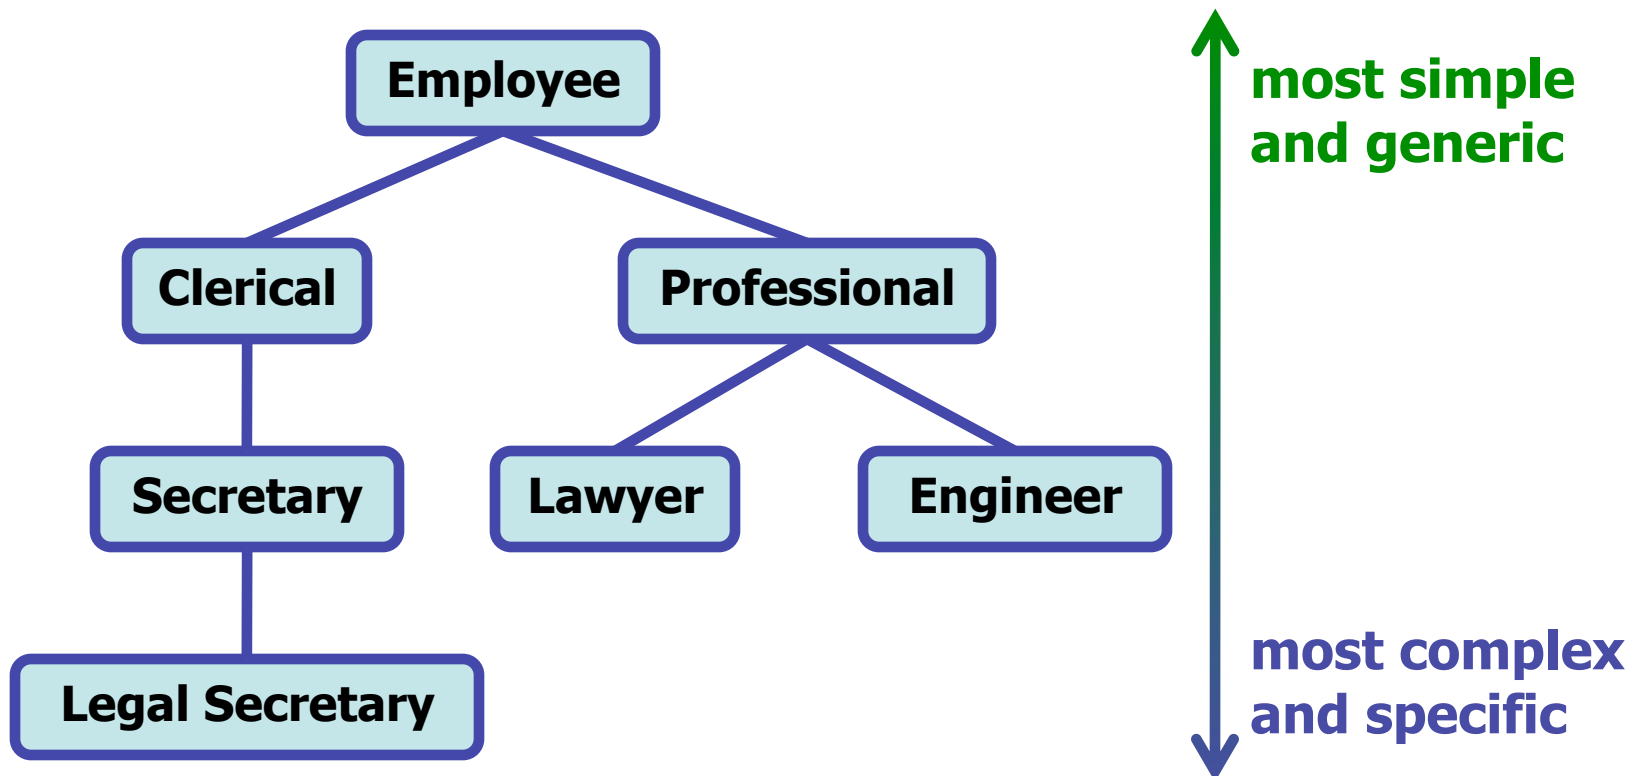 Employee
most simple
and generic
Clerical
Professional
Secretary
Lawyer
Engineer
most complex
and specific
Legal Secretary